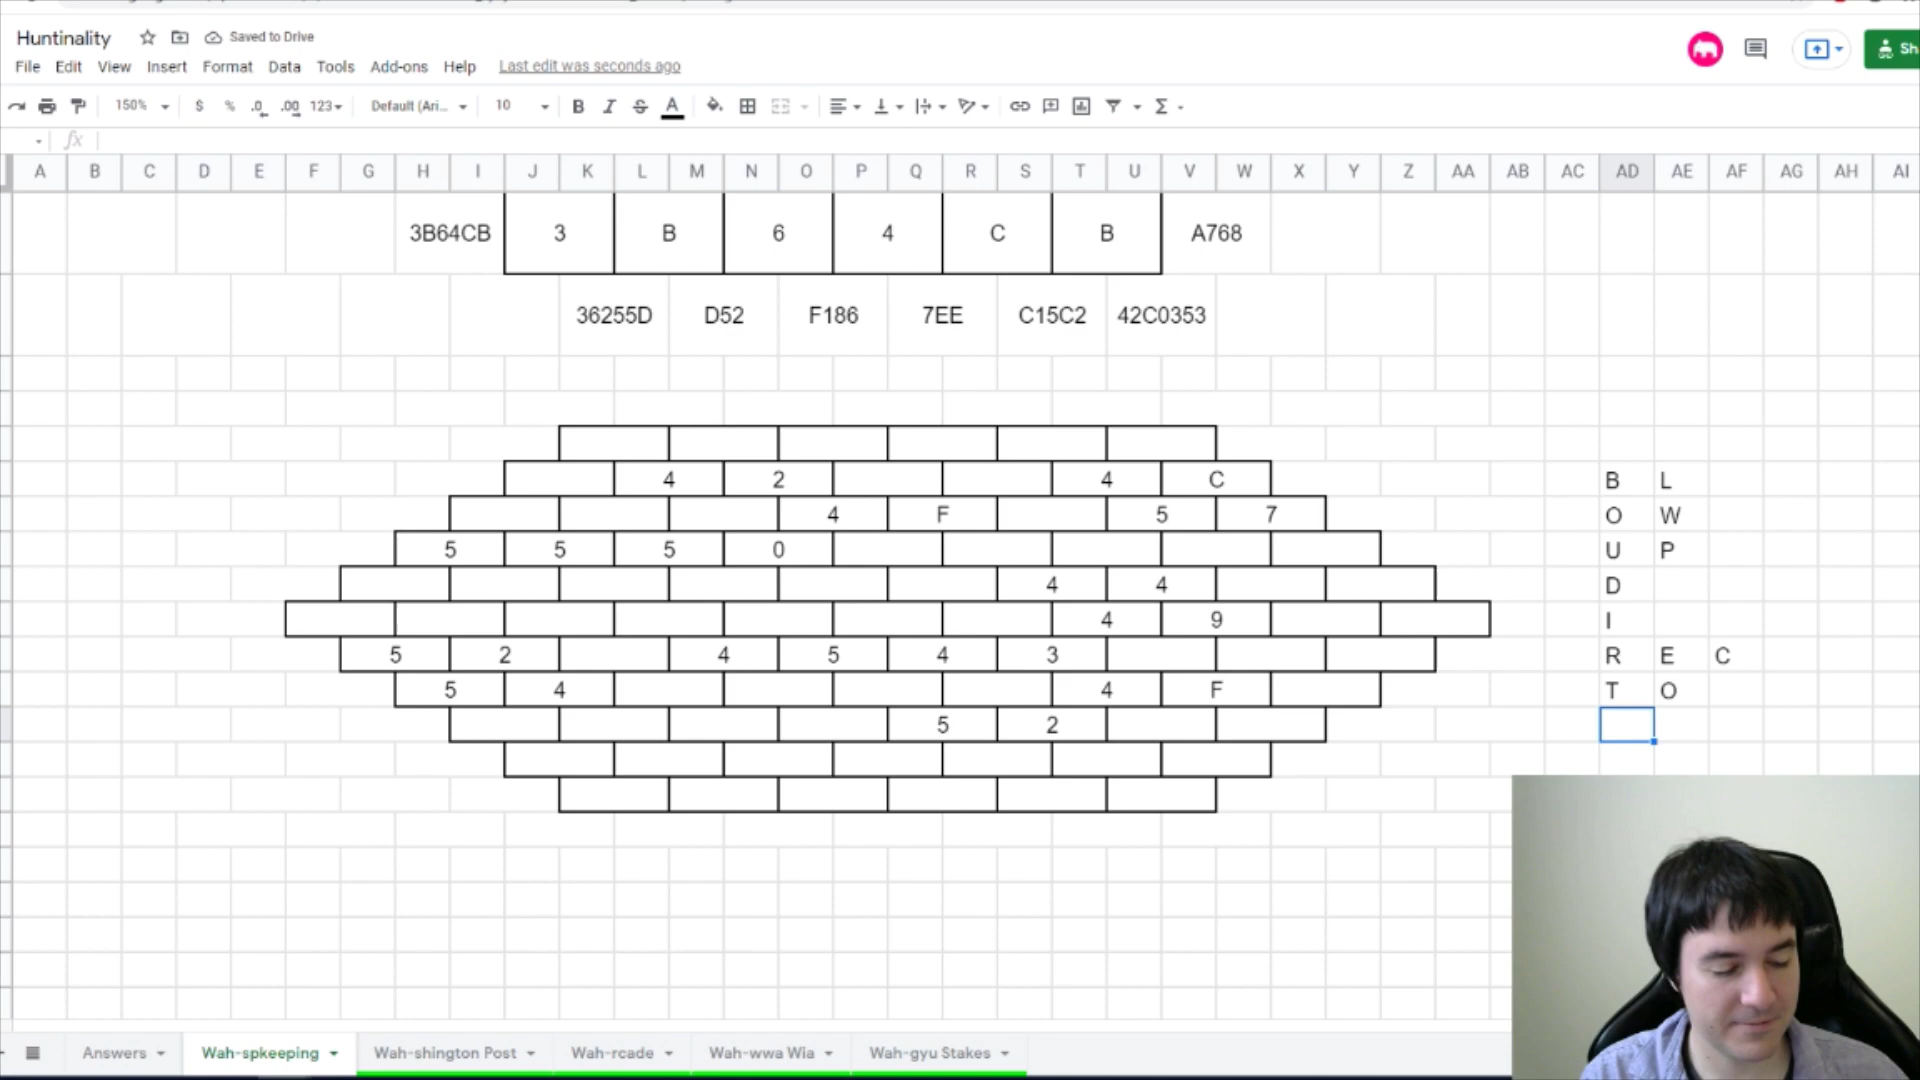 Huntinality Saved to Drive
File Edit View Insert Format Data Tools Add-ons Help Last edit was seconds ago
Sh
150% $ % .0 .00 123 Default (Ari... 10 B I S A
fx
A B C D E F G H I J K L M N O P Q R S T U V W X Y Z AA AB AC AD AE AF AG AH AI
3B64CB 3 B 6 4 C B A768
36255D D52 F186 7EE C15C2 42C0353
4 2 4 C B L
4 F 5 7 O W
5 5 5 0 U P
4 4 D
4 9 I
5 2 4 5 4 3 R E C
5 4 4 F T O
5 2
Answers Wah-spkeeping Wah-shington Post Wah-rcade Wah-wwa Wia Wah-gyu Stakes